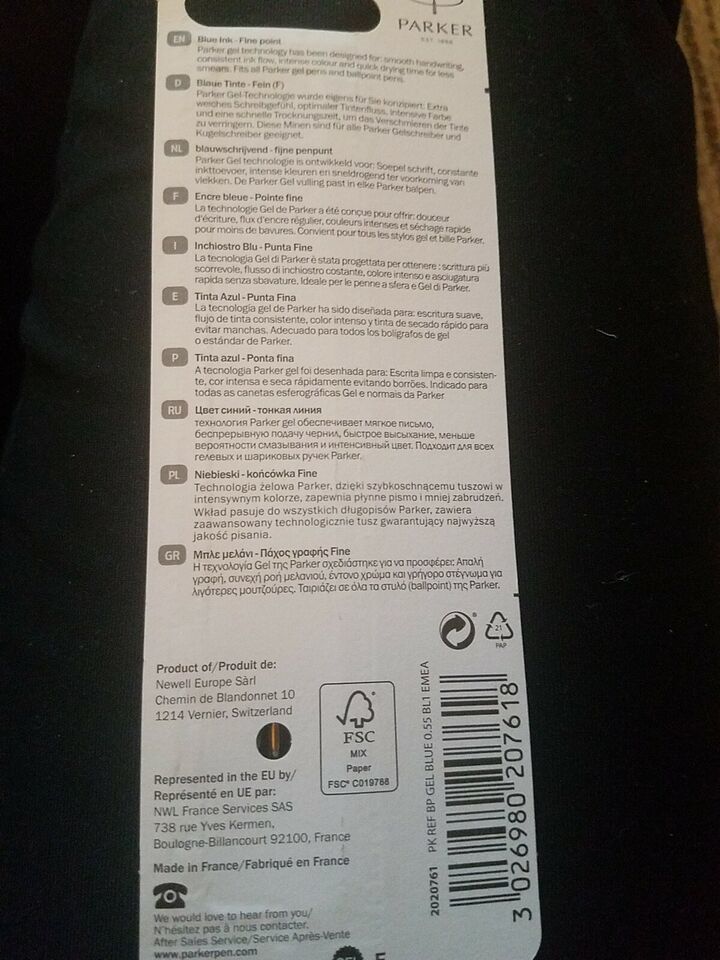 PARKER
EN Blue Ink - Fine point
Parker gel technology has been designed for: smooth handwriting,
consistent ink flow, intense colour and quick drying time for less
smears. Fits all Parker gel pens and ballpoint pens.
D Blaue Tinte - Fein (F)
Parker Gel-Technologie wurde eigens für Sie konzipiert: Extra
weiches Schreibgefühl, optimaler Tintenfluss, intensive Farbe
und eine schnelle Trocknungszeit, um das Verschmieren der Tinte
zu verringern. Diese Minen sind für alle Parker Gelschreiber und
Kugelschreiber geeignet.
NL blauwschrijvend - fijne penpunt
Parker Gel technologie is ontwikkeld voor: Soepel schrift, constante
inkttoevoer, intense kleuren en sneldrogend ter voorkoming van
vlekken. De Parker Gel vulling past in elke Parker balpen.
F Encre bleue - Pointe fine
La technologie Gel de Parker a été conçue pour offrir: douceur
d'écriture, flux d'encre régulier, couleurs intenses et séchage rapide
pour moins de bavures. Convient pour tous les stylos gel et bille Parker.
I Inchiostro Blu - Punta Fine
La tecnologia Gel di Parker è stata progettata per ottenere : scrittura più
scorrevole, flusso di inchiostro costante, colore intenso e asciugatura
rapida senza sbavature. Ideale per le penne a sfera e Gel di Parker.
E Tinta Azul - Punta Fina
La tecnología gel de Parker ha sido diseñada para: escritura suave,
flujo de tinta consistente, color intenso y tinta de secado rápido para
evitar manchas. Adecuado para todos los bolígrafos de gel
o estándar de Parker.
P Tinta azul - Ponta fina
A tecnologia Parker gel foi desenhada para: Escrita limpa e consisten-
te, cor intensa e seca rápidamente evitando borrões. Indicado para
todas as canetas esferográficas Gel e normais da Parker
RU Цвет синий - тонкая линия
технология Parker gel обеспечивает мягкое письмо,
беспрерывную подачу чернил, быстрое высыхание, меньше
вероятности смазывания и интенсивный цвет. Подходит для всех
гелевых и шариковых ручек Parker.
PL Niebieski - końcówka Fine
Technologia żelowa Parker, dzięki szybkoschnącemu tuszowi w
intensywnym kolorze, zapewnia płynne pismo i mniej zabrudzeń.
Wkład pasuje do wszystkich długopisów Parker, zawiera
zaawansowany technologicznie tusz gwarantujący najwyższą
jakość pisania.
GR Μπλε μελάνι - Πάχος γραφής Fine
Η τεχνολογία Gel της Parker σχεδιάστηκε για να προσφέρει: Απαλή
γραφή, συνεχή ροή μελανιού, έντονο χρώμα και γρήγορο στέγνωμα για
λιγότερες μουτζούρες. Ταιριάζει σε όλα τα στυλό (ballpoint) της Parker.
21
PAP
Product of/Produit de:
Newell Europe Sàrl
Chemin de Blandonnet 10
1214 Vernier, Switzerland
FSC
MIX
Paper
FSC® C019788
Represented in the EU by/
Représenté en UE par:
NWL France Services SAS
738 rue Yves Kermen,
Boulogne-Billancourt 92100, France
Made in France/Fabriqué en France
We would love to hear from you/
N'hésitez pas à nous contacter.
After Sales Service/Service Après-Vente
www.parkerpen.com
2020761 PK REF BP GEL BLUE 0.55 BL1 EMEA
3 026980 207618